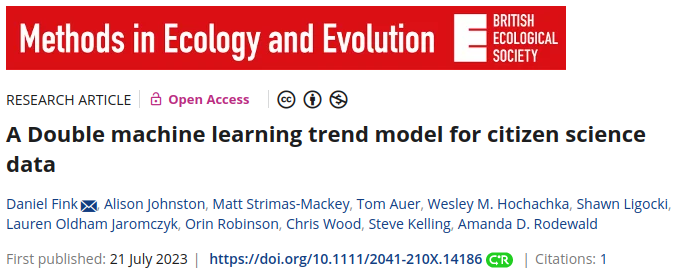 Methods in Ecology and Evolution
BRITISH
ECOLOGICAL
SOCIETY
RESEARCH ARTICLE | Open Access |
A Double machine learning trend model for citizen science
data
Daniel Fink, Alison Johnston, Matt Strimas-Mackey, Tom Auer, Wesley M. Hochachka, Shawn Ligocki,
Lauren Oldham Jaromczyk, Orin Robinson, Chris Wood, Steve Kelling, Amanda D. Rodewald
First published: 21 July 2023 | https://doi.org/10.1111/2041-210X.14186 | Citations: 1